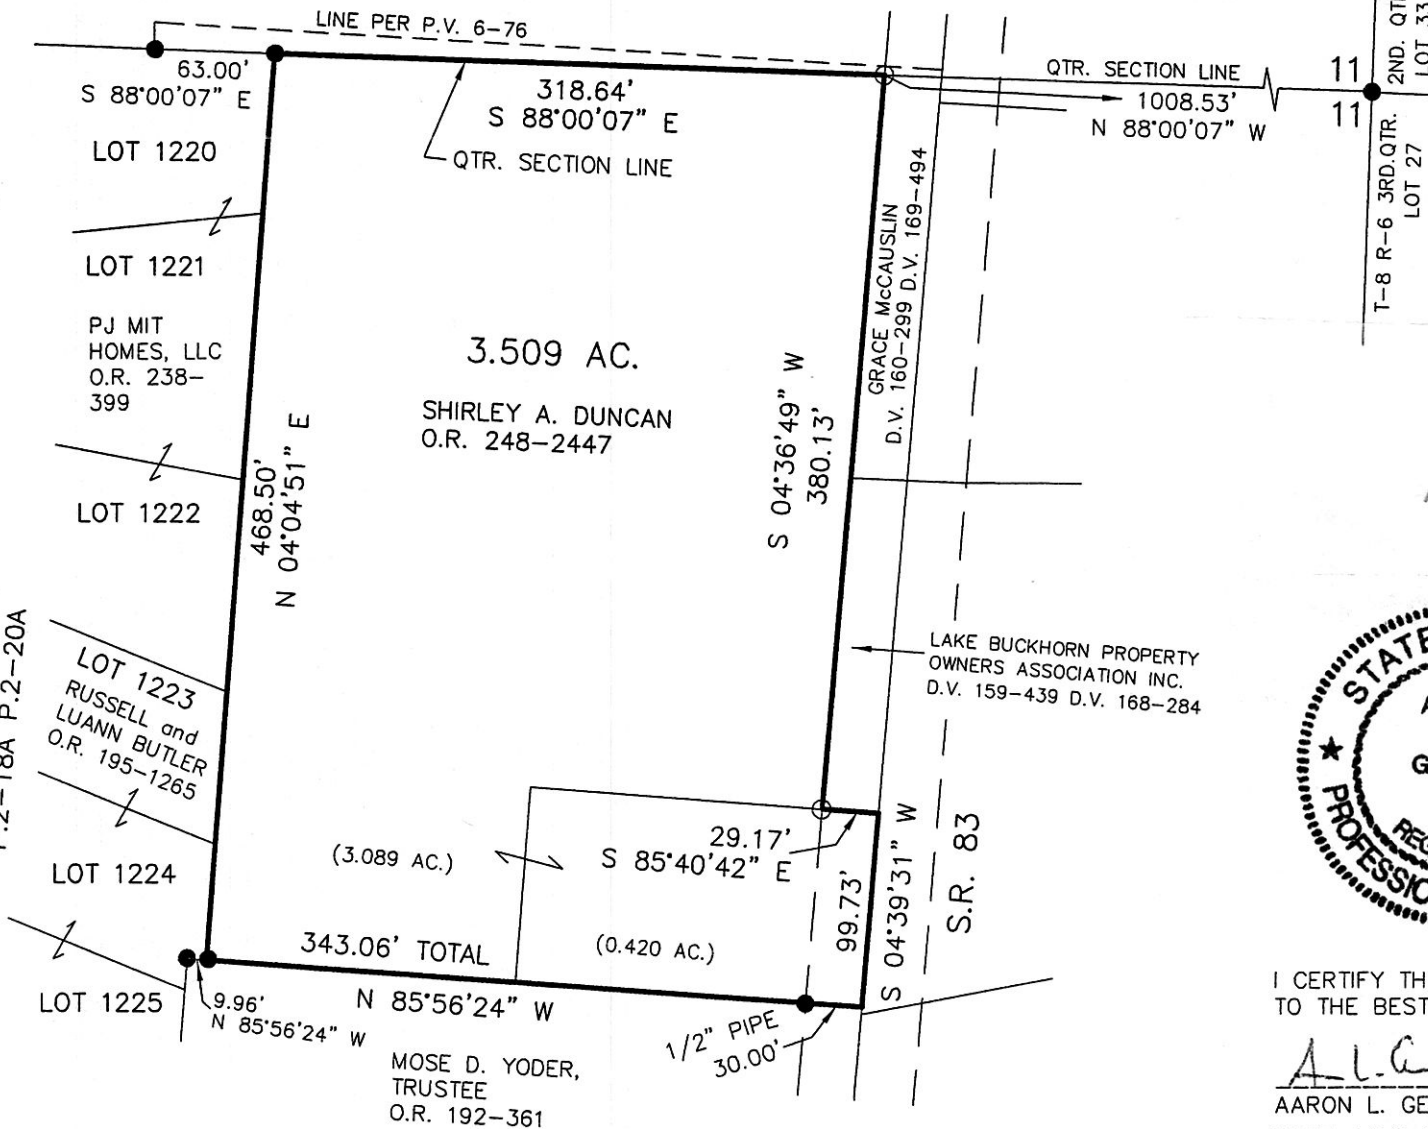 LINE PER P.V. 6-76
63.00'
S 88°00'07" E
318.64'
S 88°00'07" E
QTR. SECTION LINE
QTR. SECTION LINE
1008.53'
N 88°00'07" W
11
11
2ND. QTR.
LOT 33
T-8 R-6 3RD.QTR.
LOT 27
LOT 1220
LOT 1221
PJ MIT
HOMES, LLC
O.R. 238-
399
LOT 1222
468.50'
N 04°04'51" E
3.509 AC.
SHIRLEY A. DUNCAN
O.R. 248-2447
S 04°36'49" W
380.13'
GRACE McCAUSLIN
D.V. 160-299 D.V. 169-494
LAKE BUCKHORN PROPERTY
OWNERS ASSOCIATION INC.
D.V. 159-439 D.V. 168-284
P.2-18A P.2-20A
LOT 1223
RUSSELL and
LUANN BUTLER
O.R. 195-1265
LOT 1224
LOT 1225
(3.089 AC.)
29.17'
S 85°40'42" E
(0.420 AC.)
99.73'
S 04°39'31" W
S.R. 83
343.06' TOTAL
N 85°56'24" W
9.96'
N 85°56'24" W
1/2" PIPE
30.00'
MOSE D. YODER,
TRUSTEE
O.R. 192-361
STATE
★ PROFESSIO
REG
G
I CERTIFY TH
TO THE BEST
A.L.
AARON L. GE